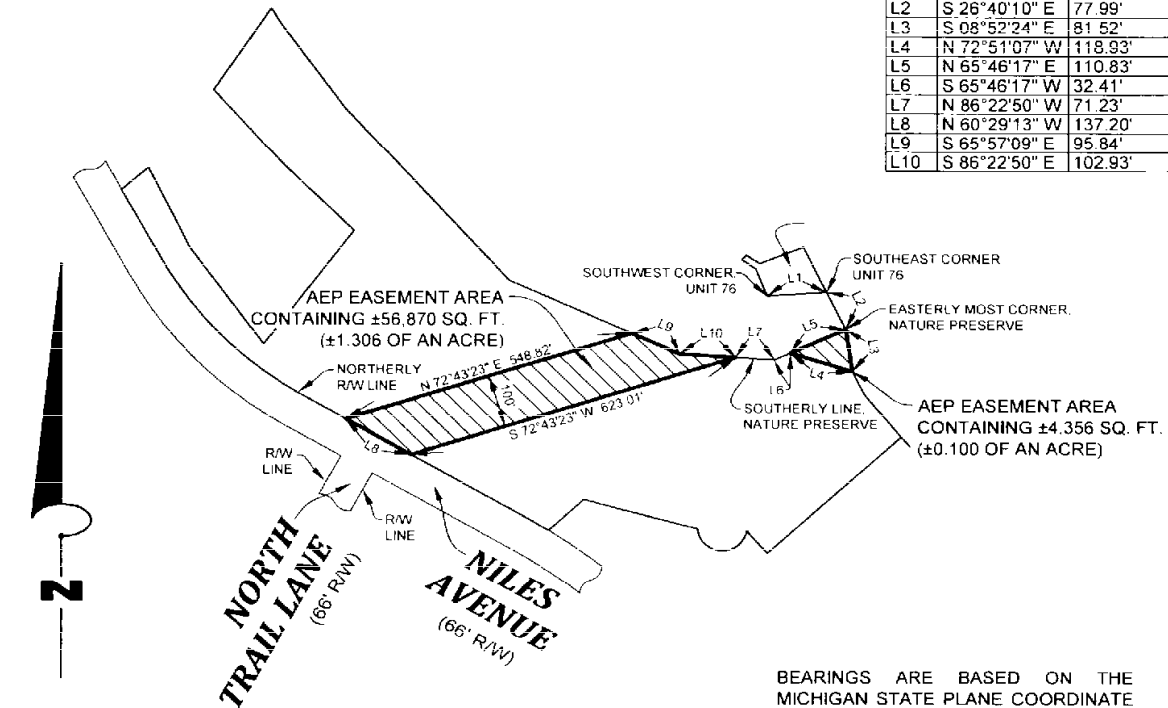 L2 S 26°40'10" E 77.99'
L3 S 08°52'24" E 81.52'
L4 N 72°51'07" W 118.93'
L5 N 65°46'17" E 110.83'
L6 S 65°46'17" W 32.41'
L7 N 86°22'50" W 71.23'
L8 N 60°29'13" W 137.20'
L9 S 65°57'09" E 95.84'
L10 S 86°22'50" E 102.93'
SOUTHWEST CORNER,
UNIT 76
L1
SOUTHEAST CORNER
UNIT 76
L2
EASTERLY MOST CORNER,
NATURE PRESERVE
AEP EASEMENT AREA
CONTAINING ±56,870 SQ. FT.
(±1.306 OF AN ACRE)
L9
L10
L7
L5
L3
L6
L4
NORTHERLY
R/W LINE
N 72°43'23" E 548.82'
100'
S 72°43'23" W 623.01'
L8
SOUTHERLY LINE,
NATURE PRESERVE
AEP EASEMENT AREA
CONTAINING ±4.356 SQ. FT.
(±0.100 OF AN ACRE)
R/W
LINE
R/W
LINE
NORTH
TRAIL LANE
(66' R/W)
NILES
AVENUE
(66' R/W)
N
BEARINGS ARE BASED ON THE
MICHIGAN STATE PLANE COORDINATE